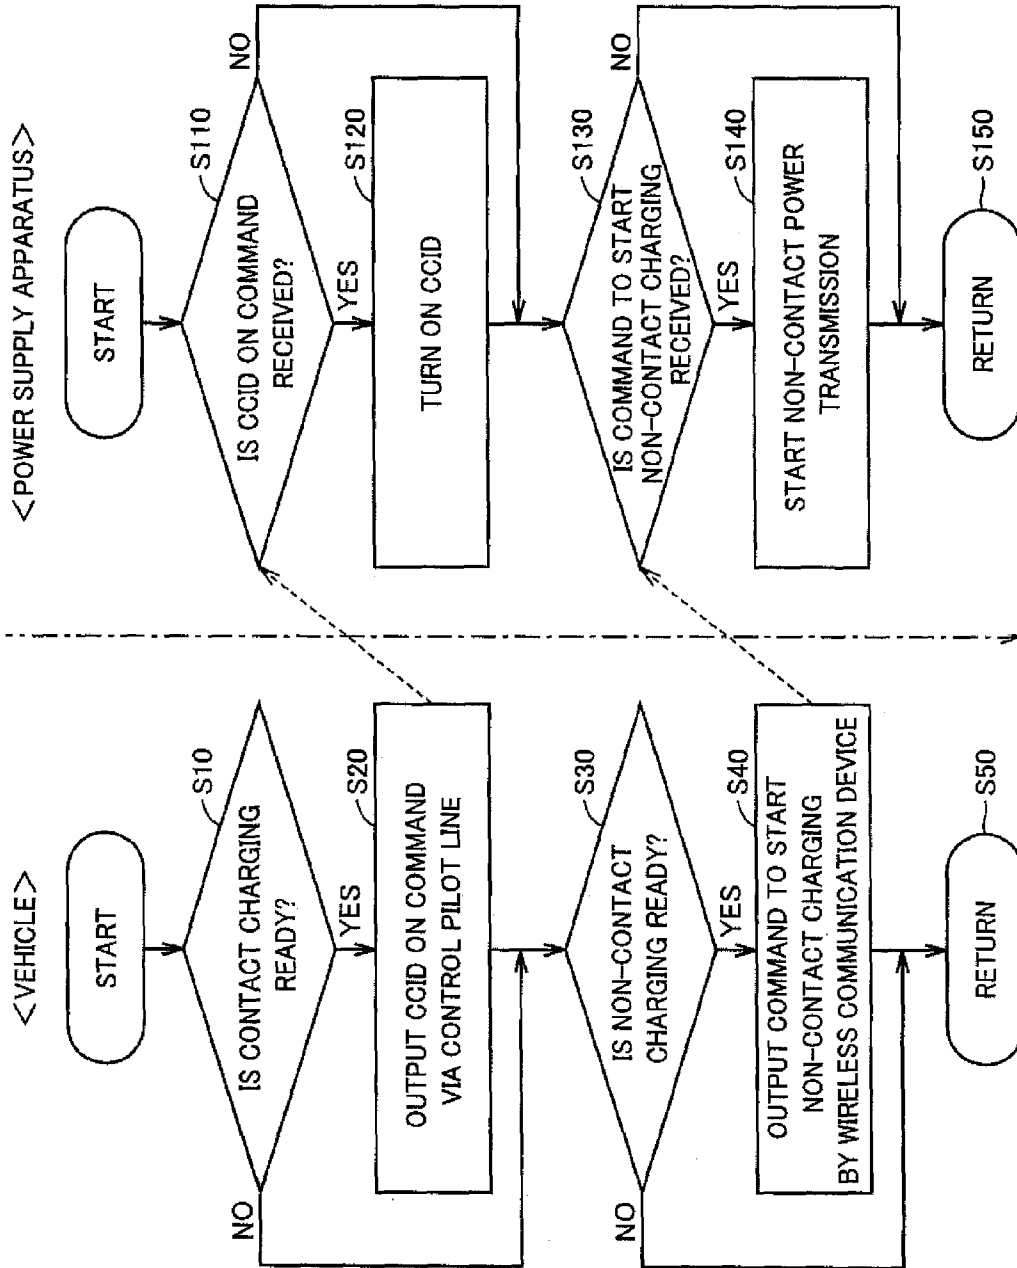 <VEHICLE>
START
S10
IS CONTACT CHARGING
READY?
NO
YES
S20
OUTPUT CCID ON COMMAND
VIA CONTROL PILOT LINE
S30
IS NON-CONTACT
CHARGING READY?
NO
YES
S40
OUTPUT COMMAND TO START
NON-CONTACT CHARGING
BY WIRELESS COMMUNICATION DEVICE
S50
RETURN
<POWER SUPPLY APPARATUS>
START
S110
IS CCID ON COMMAND
RECEIVED?
NO
YES
S120
TURN ON CCID
S130
IS COMMAND TO START
NON-CONTACT CHARGING
RECEIVED?
NO
YES
S140
START NON-CONTACT POWER
TRANSMISSION
S150
RETURN